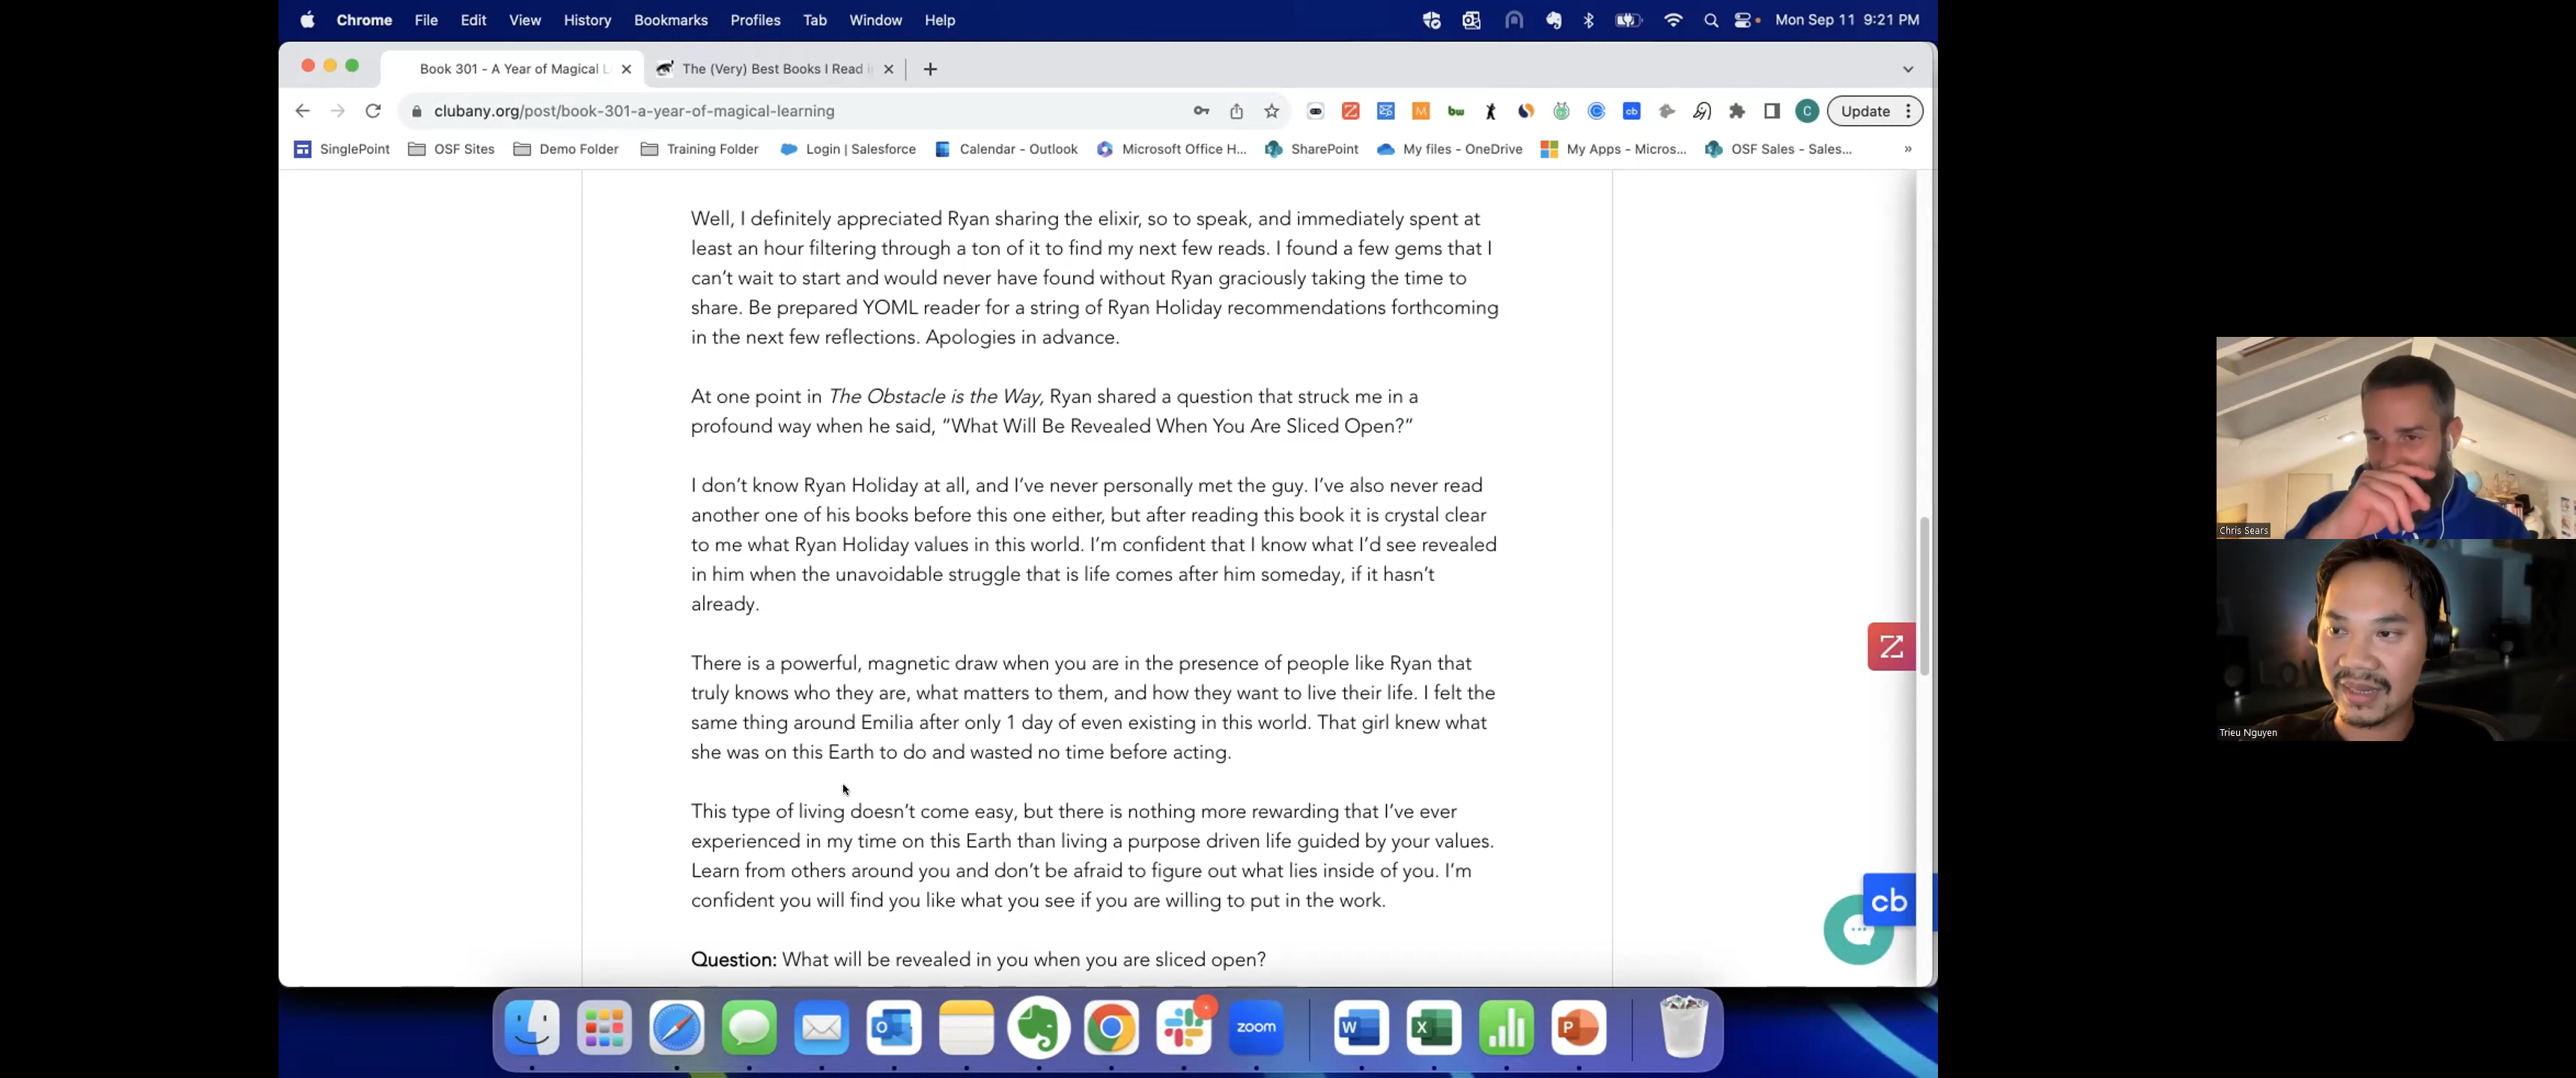 Chrome File Edit View History Bookmarks Profiles Tab Window Help Mon Sep 11 9:21 PM
Book 301 - A Year of Magical L The (Very) Best Books I Read i
clubany.org/post/book-301-a-year-of-magical-learning M bw cb C Update
SinglePoint OSF Sites Demo Folder Training Folder Login | Salesforce Calendar - Outlook Microsoft Office H... SharePoint My files - OneDrive My Apps - Micros... OSF Sales - Sales... »
Well, I definitely appreciated Ryan sharing the elixir, so to speak, and immediately spent at
least an hour filtering through a ton of it to find my next few reads. I found a few gems that I
can’t wait to start and would never have found without Ryan graciously taking the time to
share. Be prepared YOML reader for a string of Ryan Holiday recommendations forthcoming
in the next few reflections. Apologies in advance.
At one point in The Obstacle is the Way, Ryan shared a question that struck me in a
profound way when he said, “What Will Be Revealed When You Are Sliced Open?”
I don’t know Ryan Holiday at all, and I’ve never personally met the guy. I’ve also never read
another one of his books before this one either, but after reading this book it is crystal clear
to me what Ryan Holiday values in this world. I’m confident that I know what I’d see revealed
in him when the unavoidable struggle that is life comes after him someday, if it hasn’t
already.
There is a powerful, magnetic draw when you are in the presence of people like Ryan that
truly knows who they are, what matters to them, and how they want to live their life. I felt the
same thing around Emilia after only 1 day of even existing in this world. That girl knew what
she was on this Earth to do and wasted no time before acting.
This type of living doesn’t come easy, but there is nothing more rewarding that I’ve ever
experienced in my time on this Earth than living a purpose driven life guided by your values.
Learn from others around you and don’t be afraid to figure out what lies inside of you. I’m
confident you will find you like what you see if you are willing to put in the work.
Question: What will be revealed in you when you are sliced open?
cb
zoom
W
X
P
Chris Sears
Trieu Nguyen